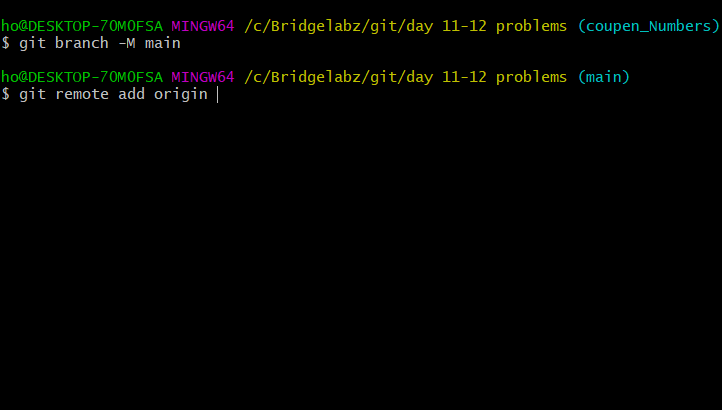 ho@DESKTOP-70M0FSA MINGW64 /c/Bridgelabz/git/day 11-12 problems (coupen_Numbers)
$ git branch -M main
ho@DESKTOP-70M0FSA MINGW64 /c/Bridgelabz/git/day 11-12 problems (main)
$ git remote add origin